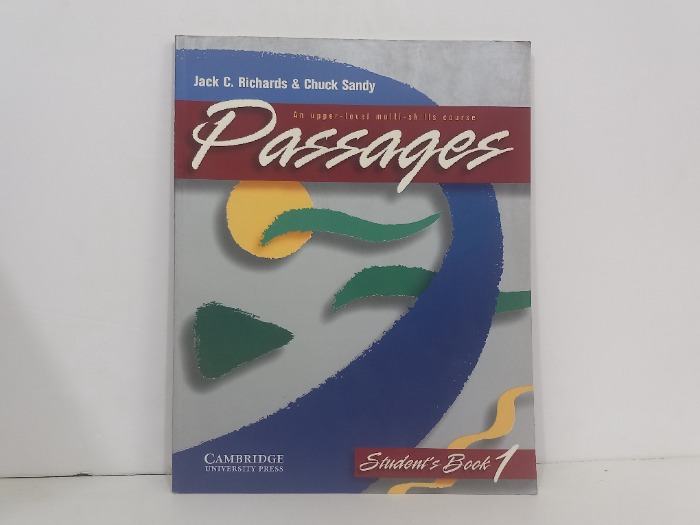 Jack C. Richards & Chuck Sandy
An upper-level multi-skills course
Passages
CAMBRIDGE
UNIVERSITY PRESS
Student's Book 1